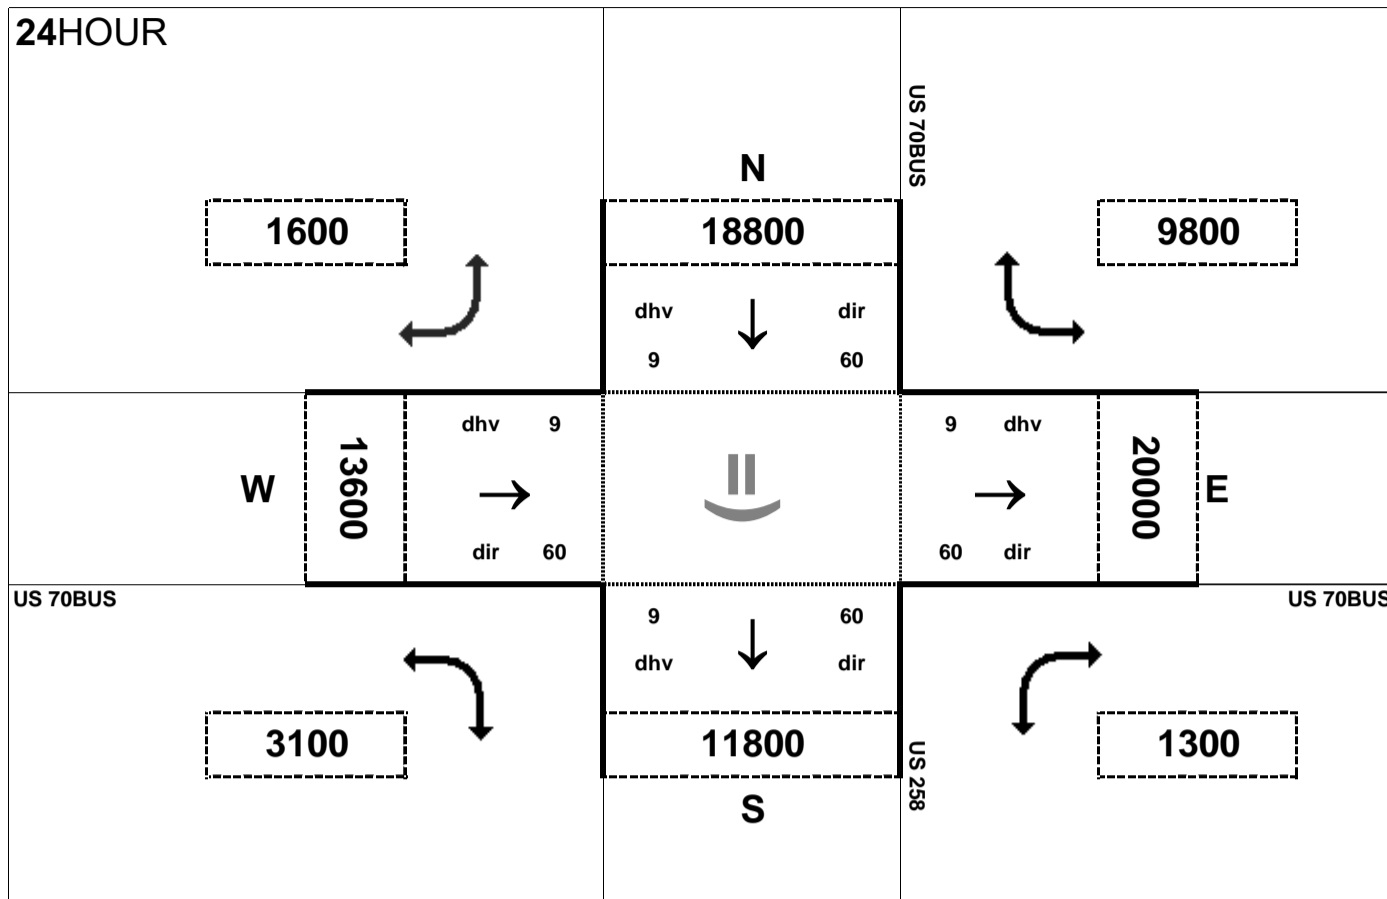 24HOUR
US 70BUS
N
1600
18800
9800
dhv
dir
9
60
dhv 9
9 dhv
W
13600
20000
E
dir 60
60 dir
US 70BUS
US 70BUS
9
60
dhv
dir
3100
11800
1300
US 258
S